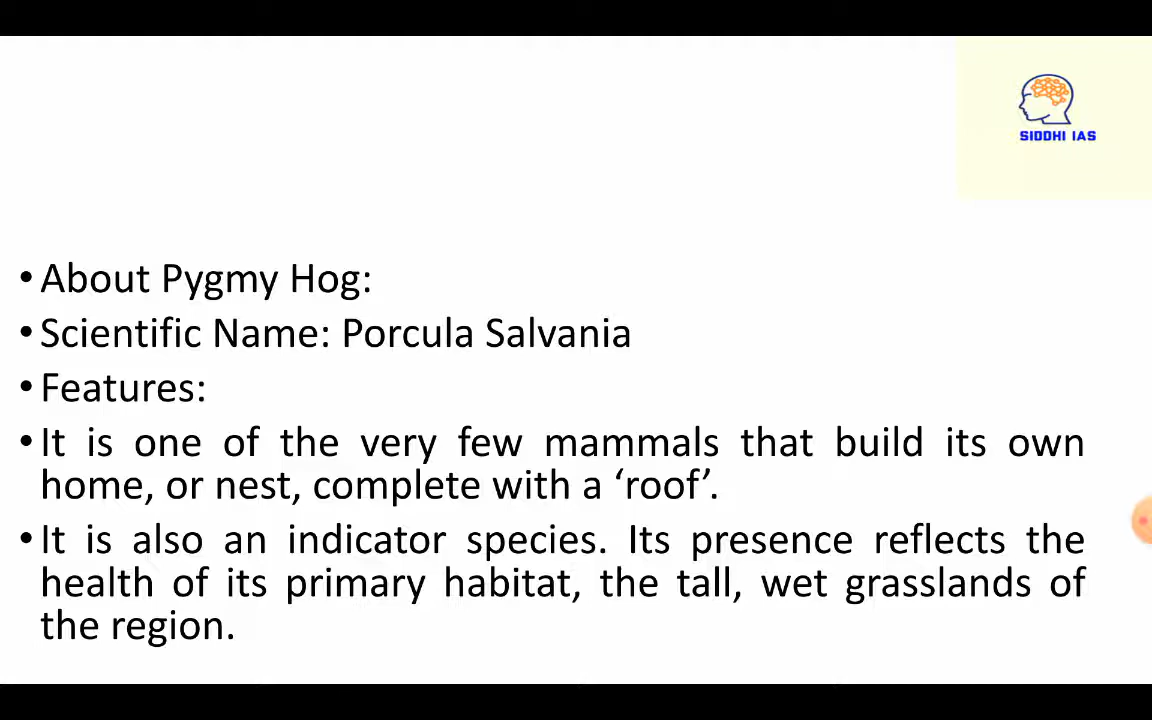 SIDDHI IAS
• About Pygmy Hog:
• Scientific Name: Porcula Salvania
• Features:
• It is one of the very few mammals that build its own
home, or nest, complete with a ‘roof’.
• It is also an indicator species. Its presence reflects the
health of its primary habitat, the tall, wet grasslands of
the region.